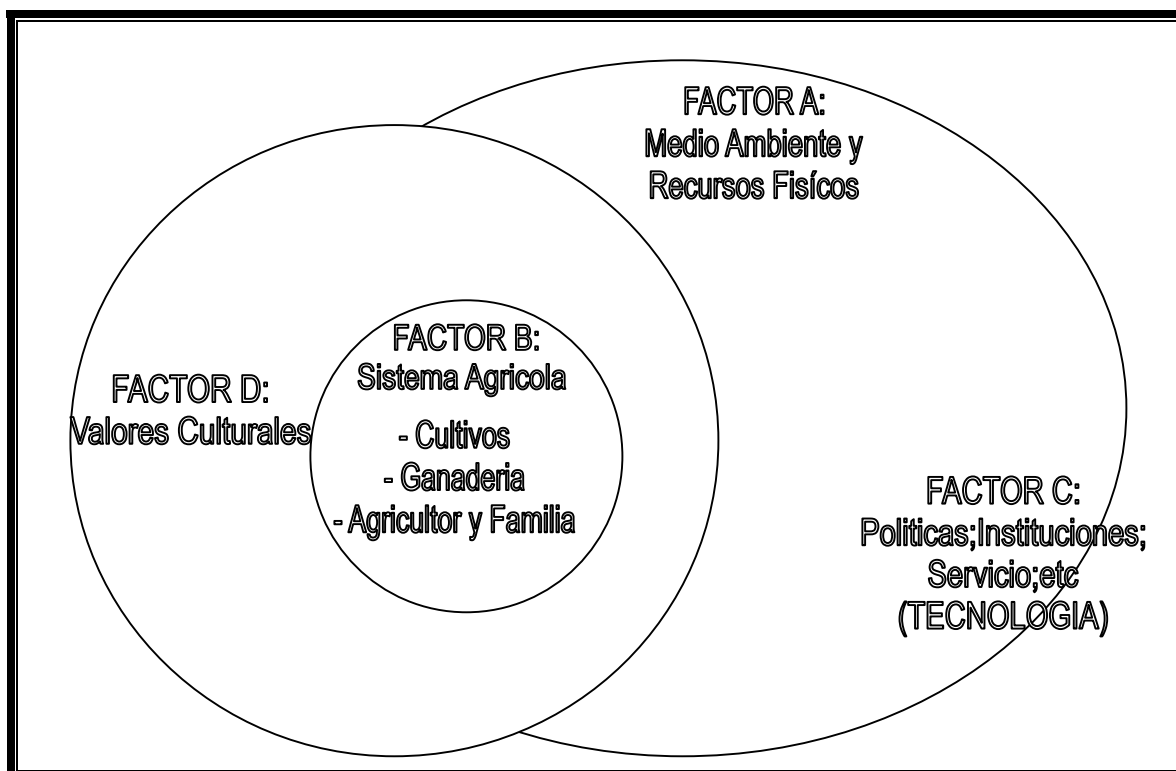 FACTOR A:
Medio Ambiente y
Recursos Fisícos
FACTOR B:
Sistema Agricola
- Cultivos
- Ganaderia
- Agricultor y Familia
FACTOR D:
Valores Culturales
FACTOR C:
Politicas;Instituciones;
Servicio;etc
(TECNOLOGIA)